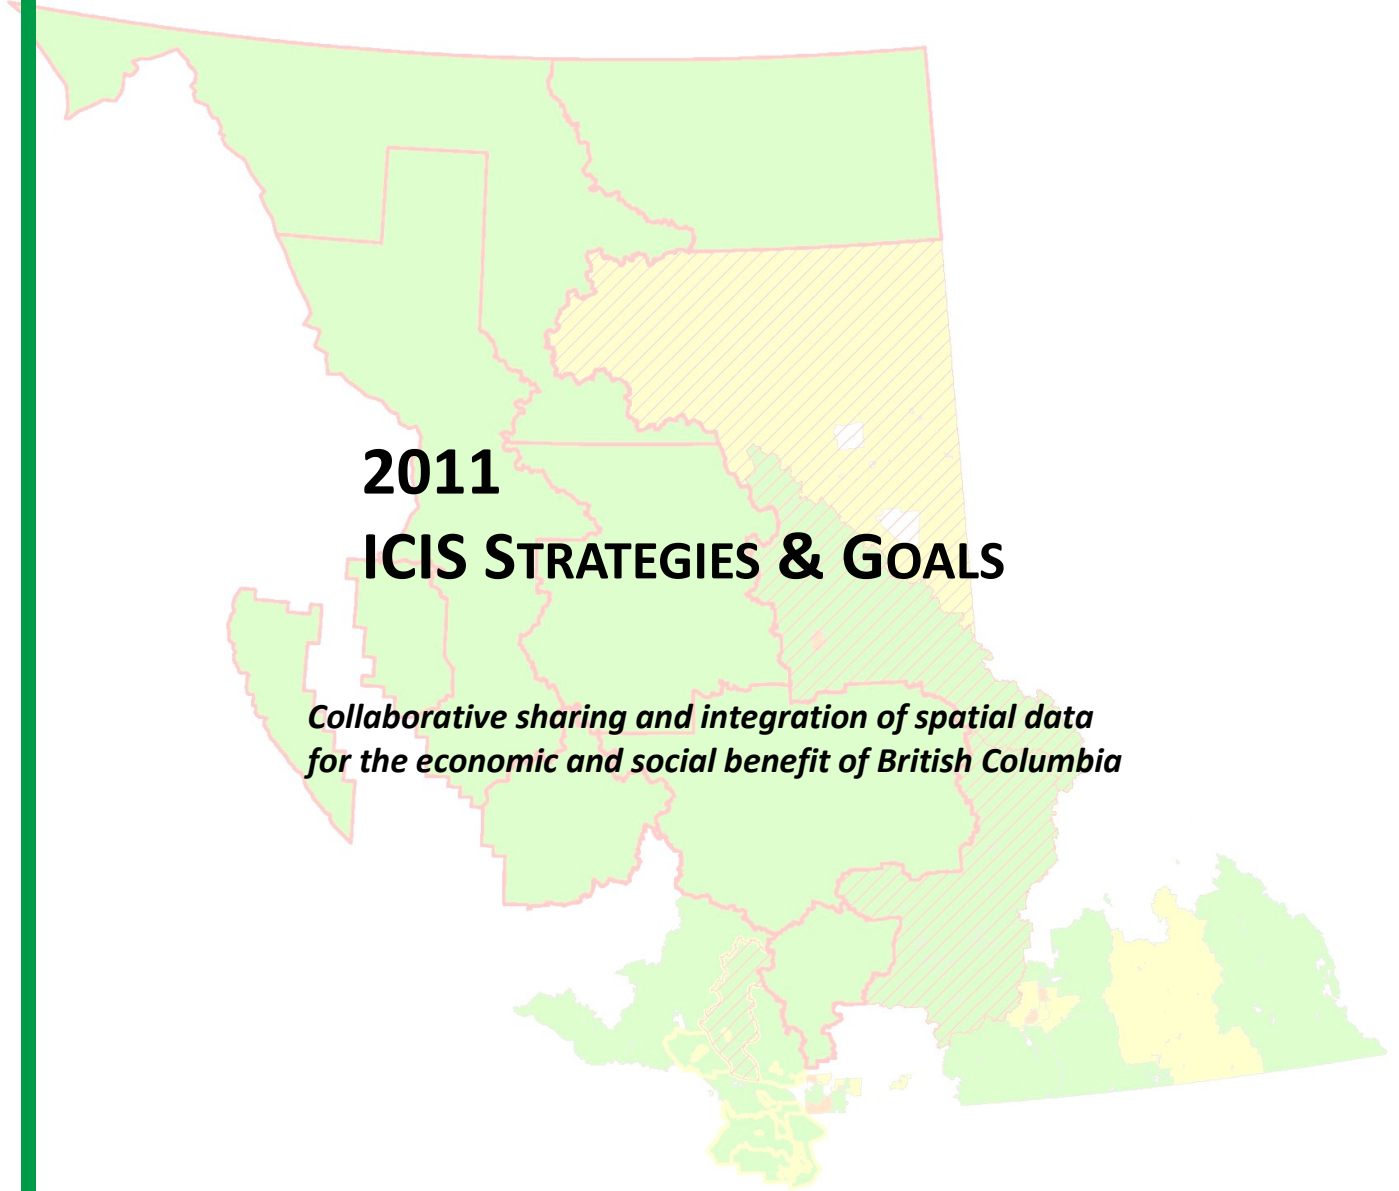 2011
ICIS STRATEGIES & GOALS
Collaborative sharing and integration of spatial data
for the economic and social benefit of British Columbia